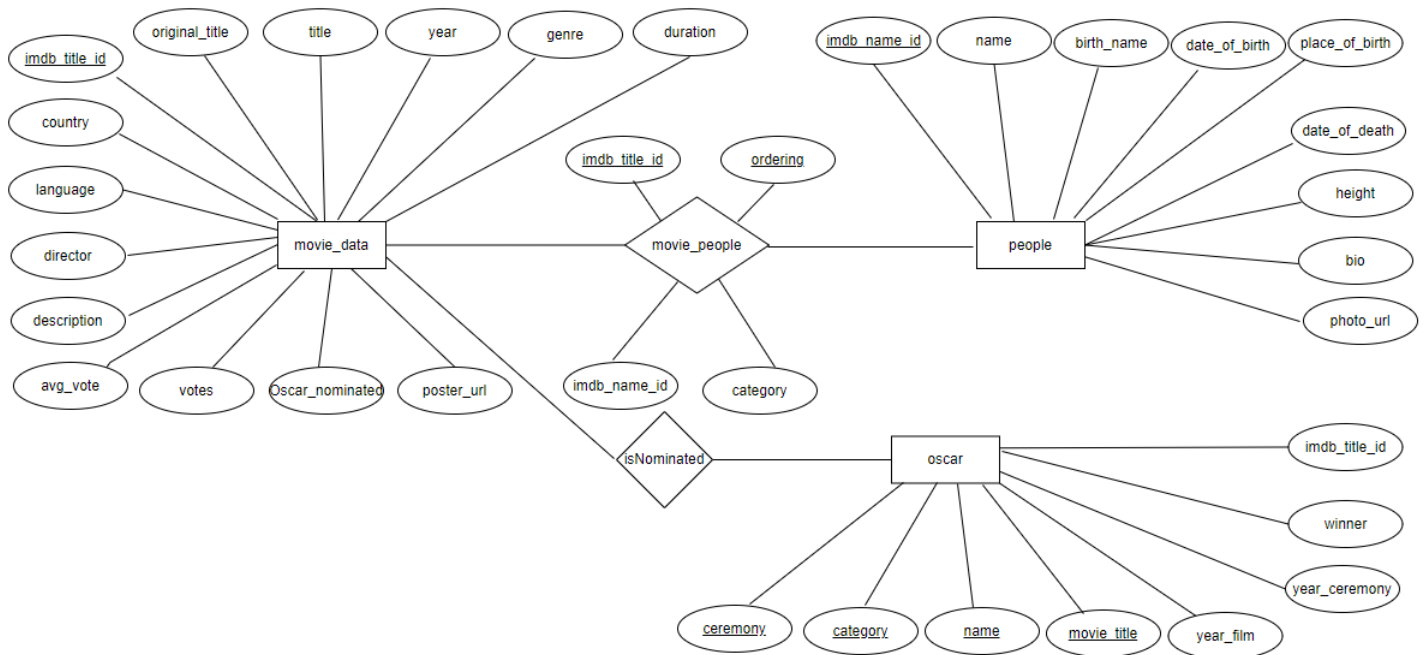 original_title
title
year
genre
duration
imdb_title_id
country
language
director
description
avg_vote
votes
Oscar_nominated
poster_url
movie_data
imdb_title_id
ordering
movie_people
imdb_name_id
category
imdb_name_id
name
birth_name
date_of_birth
place_of_birth
date_of_death
height
bio
photo_url
people
isNominated
oscar
imdb_title_id
winner
year_ceremony
ceremony
category
name
movie_title
year_film